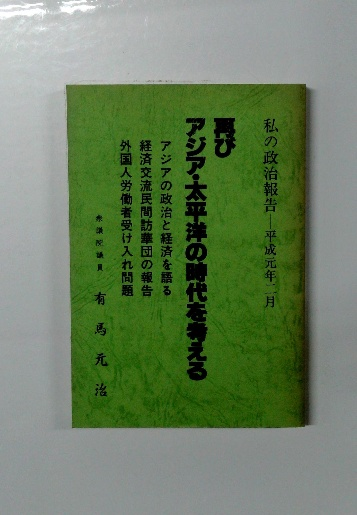 私の政治報告―平成元年二月
再び
アジア・太平洋の時代を考える
アジアの政治と経済を語る
経済交流民間訪華団の報告
外国人労働者受け入れ問題
衆議院議員 有馬元治